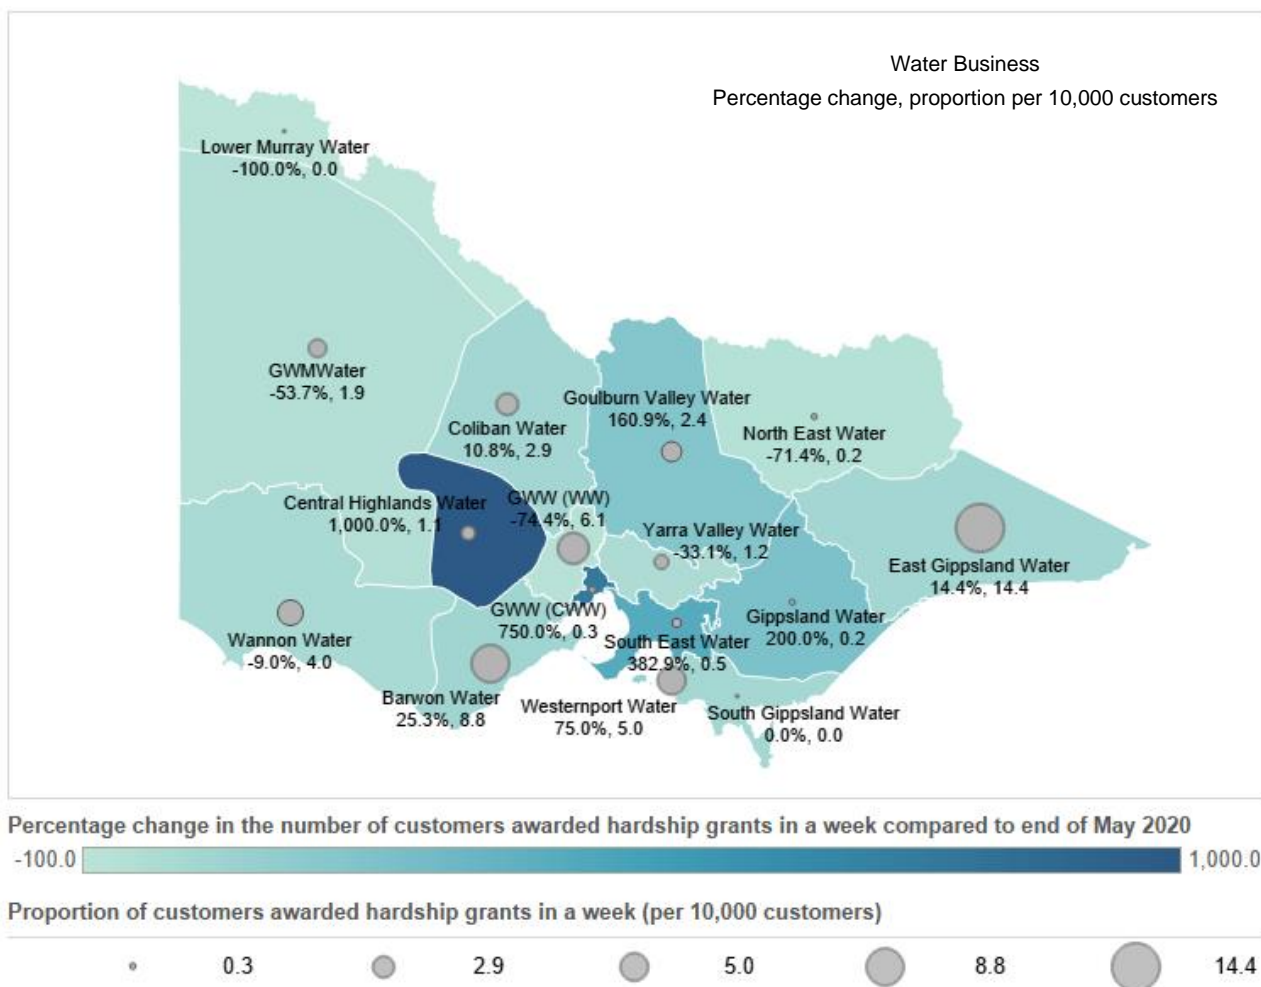 Water Business
Percentage change, proportion per 10,000 customers
Lower Murray Water
-100.0%, 0.0
GWMWater
-53.7%, 1.9
Coliban Water
10.8%, 2.9
Goulburn Valley Water
160.9%, 2.4
North East Water
-71.4%, 0.2
Central Highlands Water
1,000.0%, 1.1
GWW (WW)
-74.4%, 6.1
Yarra Valley Water
-33.1%, 1.2
East Gippsland Water
14.4%, 14.4
GWW (CWW)
750.0%, 0.3
Gippsland Water
200.0%, 0.2
Wannon Water
-9.0%, 4.0
South East Water
382.9%, 0.5
Barwon Water
25.3%, 8.8
Westernport Water
75.0%, 5.0
South Gippsland Water
0.0%, 0.0
Percentage change in the number of customers awarded hardship grants in a week compared to end of May 2020
-100.0 1,000.0
Proportion of customers awarded hardship grants in a week (per 10,000 customers)
0.3 2.9 5.0 8.8 14.4